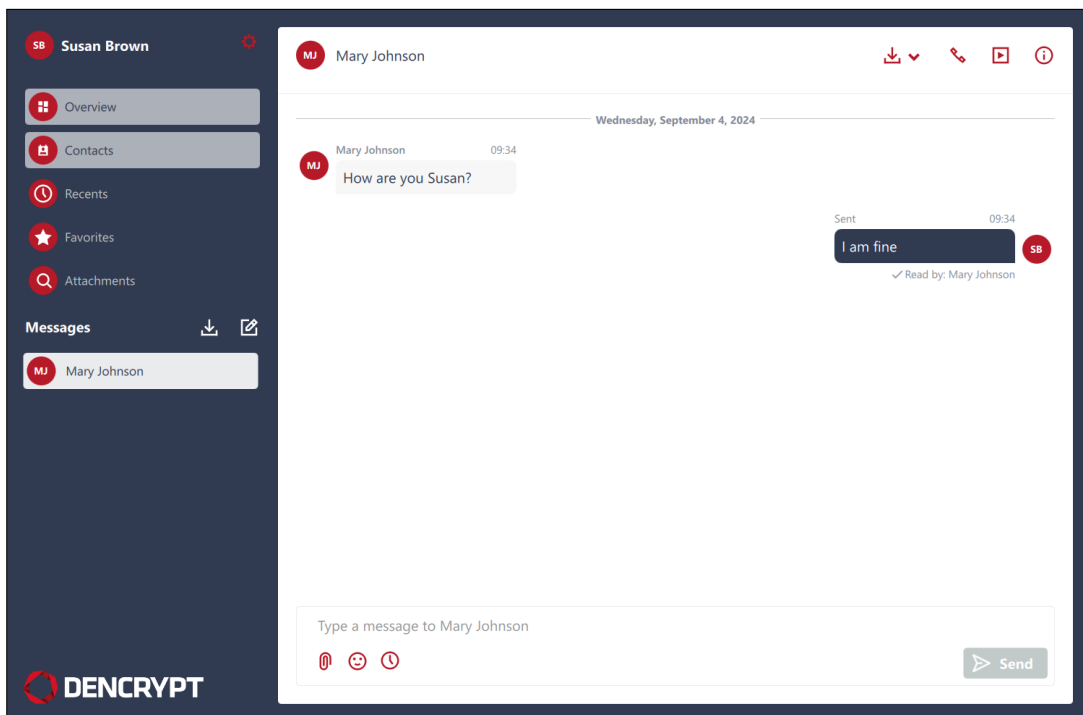 SB Susan Brown
Overview
Contacts
Recents
Favorites
Attachments
Messages
MJ Mary Johnson
DENCRYPT
MJ Mary Johnson
Wednesday, September 4, 2024
Mary Johnson 09:34
MJ
How are you Susan?
Sent 09:34
I am fine
SB
Read by: Mary Johnson
Type a message to Mary Johnson
Send